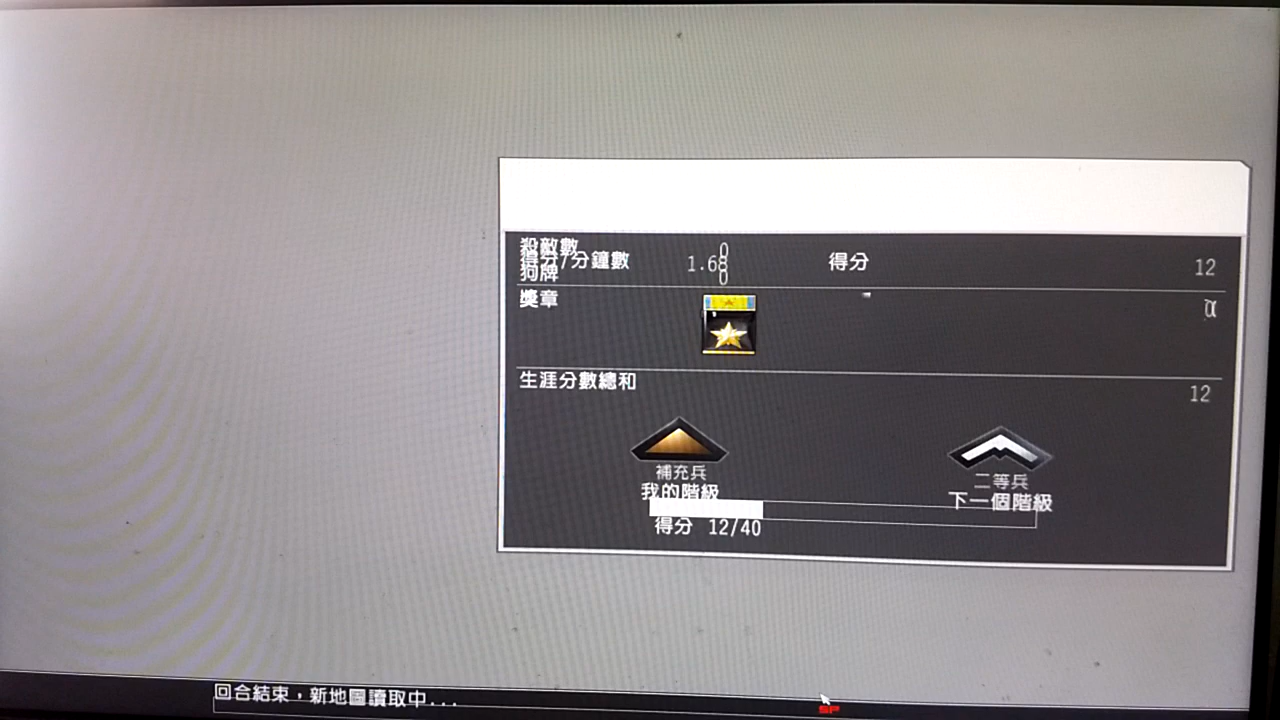 殺敵數 0
得分/分鐘數 1.68 得分 12
狗牌 0
獎章
生涯分數總和 12
補充兵 二等兵
我的階級 下一個階級
得分 12/40
回合結束，新地圖讀取中...